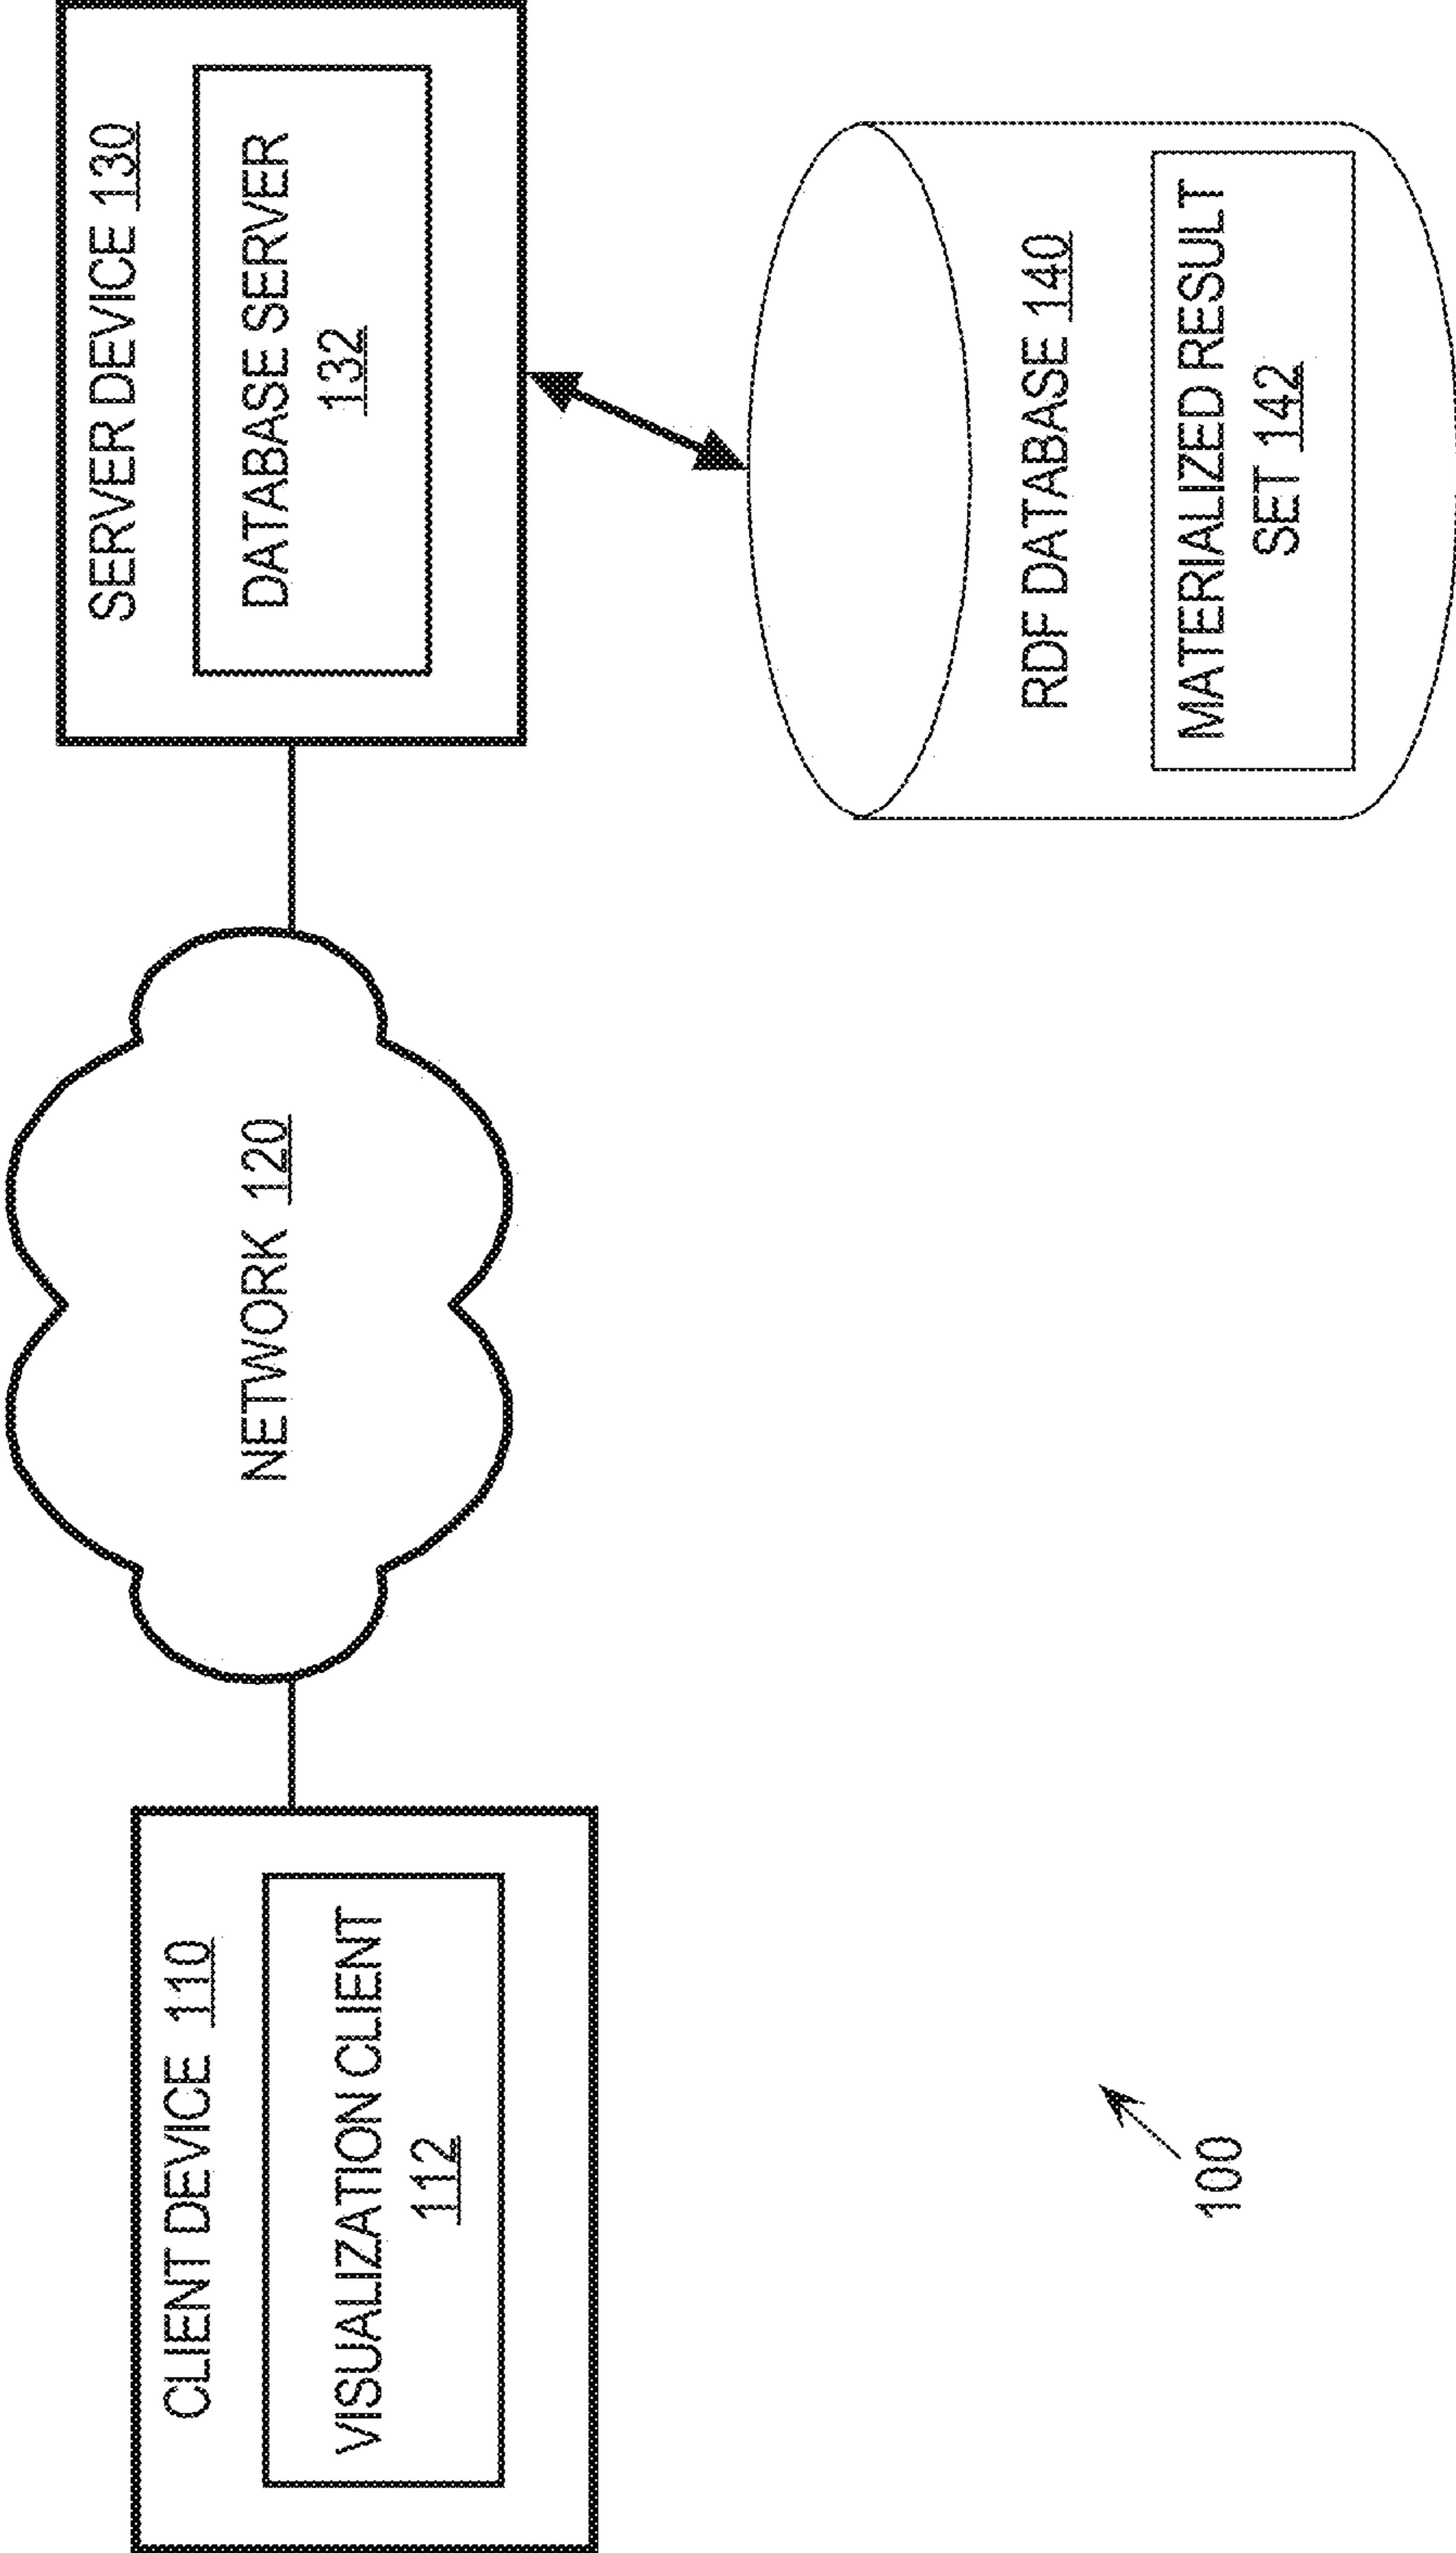 CLIENT DEVICE 110
VISUALIZATION CLIENT
112
NETWORK 120
SERVER DEVICE 130
DATABASE SERVER
132
RDF DATABASE 140
MATERIALIZED RESULT
SET 142
100